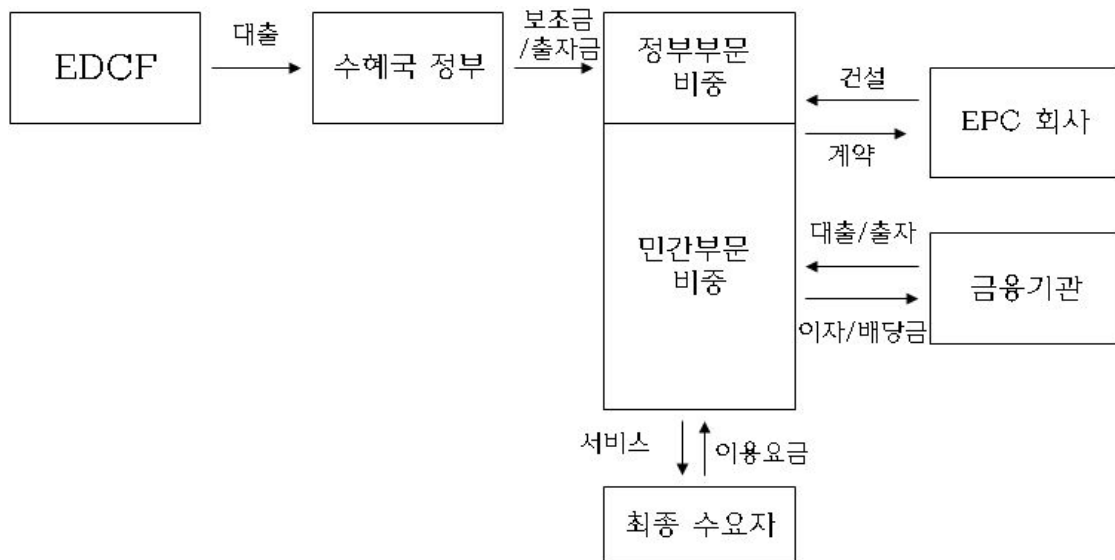 EDCF
대출
수혜국 정부
보조금
/출자금
정부부문
비중
건설
계약
EPC 회사
민간부문
비중
대출/출자
이자/배당금
금융기관
서비스
이용요금
최종 수요자